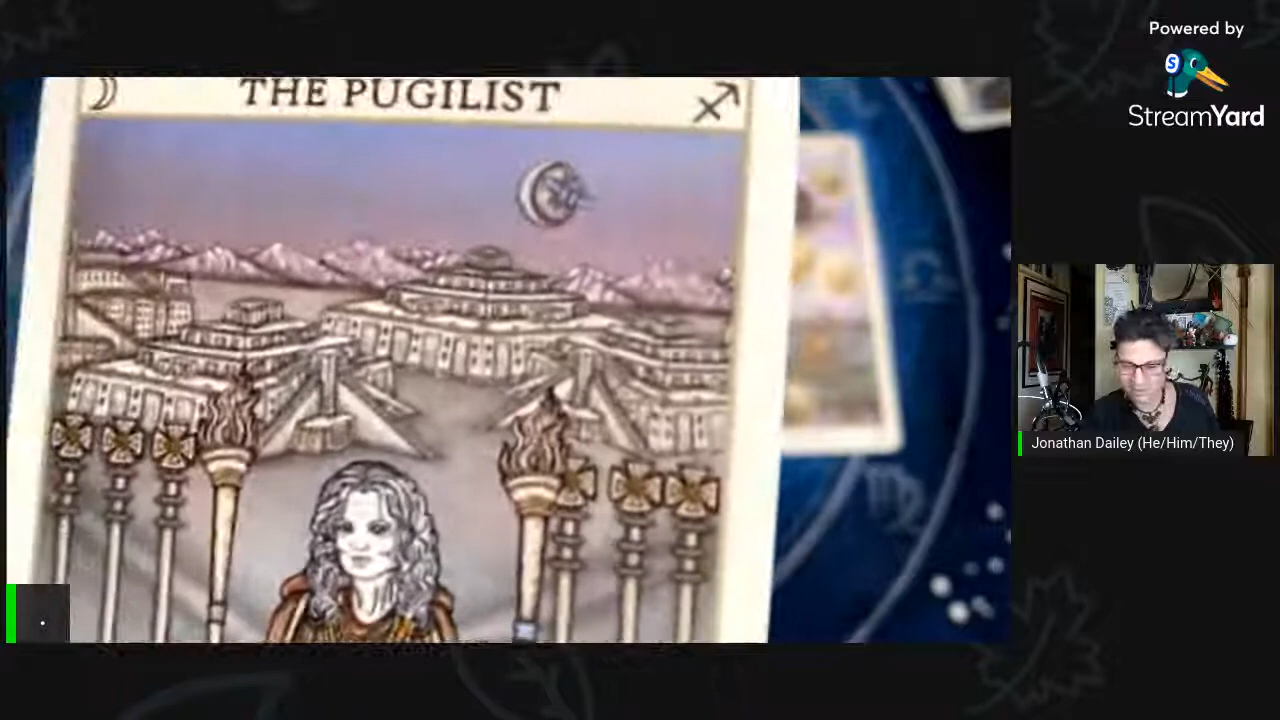 THE PUGILIST
Powered by
S
StreamYard
Jonathan Dailey (He/Him/They)
.